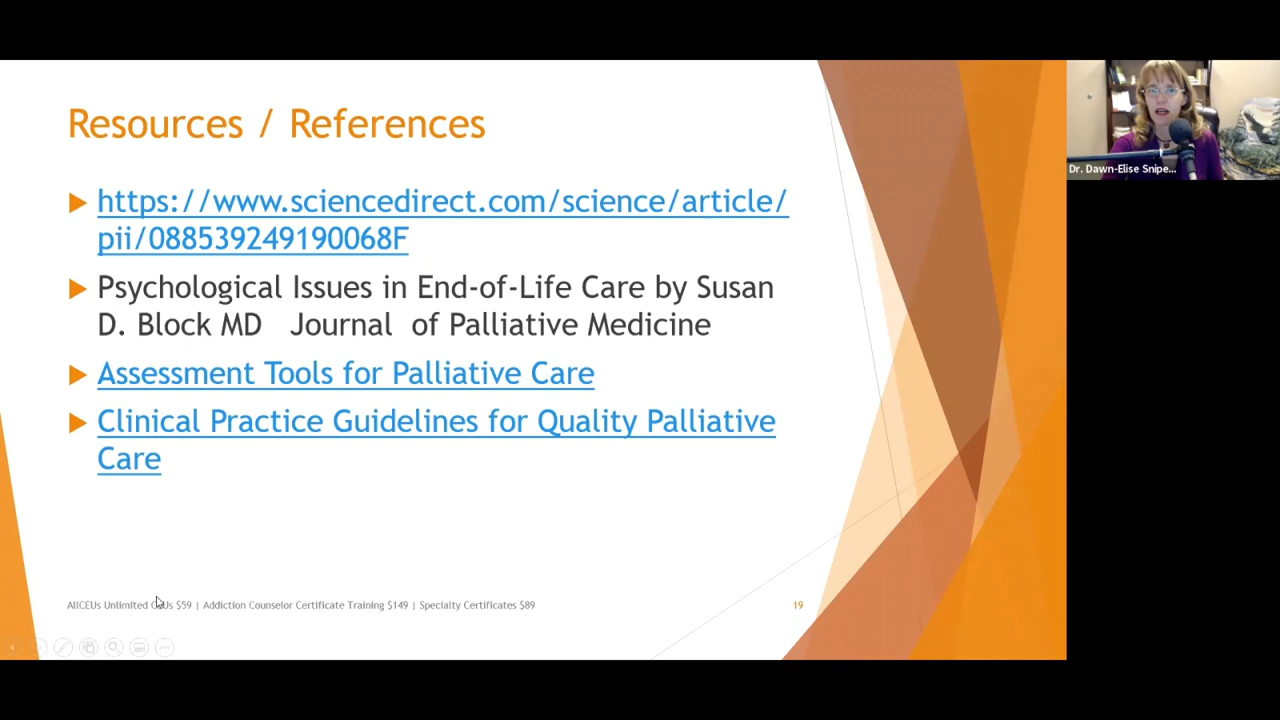 Resources / References
https://www.sciencedirect.com/science/article/
pii/088539249190068F
Psychological Issues in End-of-Life Care by Susan
D. Block MD Journal of Palliative Medicine
Assessment Tools for Palliative Care
Clinical Practice Guidelines for Quality Palliative
Care
AllCEUs Unlimited CEUs $59 | Addiction Counselor Certificate Training $149 | Specialty Certificates $89
19
Dr. Dawn-Elise Snipe...